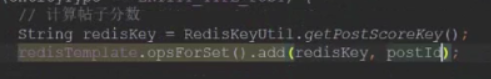 // 计算帖子分数
String redisKey = RedisKeyUtil.getPostScoreKey();
redisTemplate.opsForSet().add(redisKey, postId);